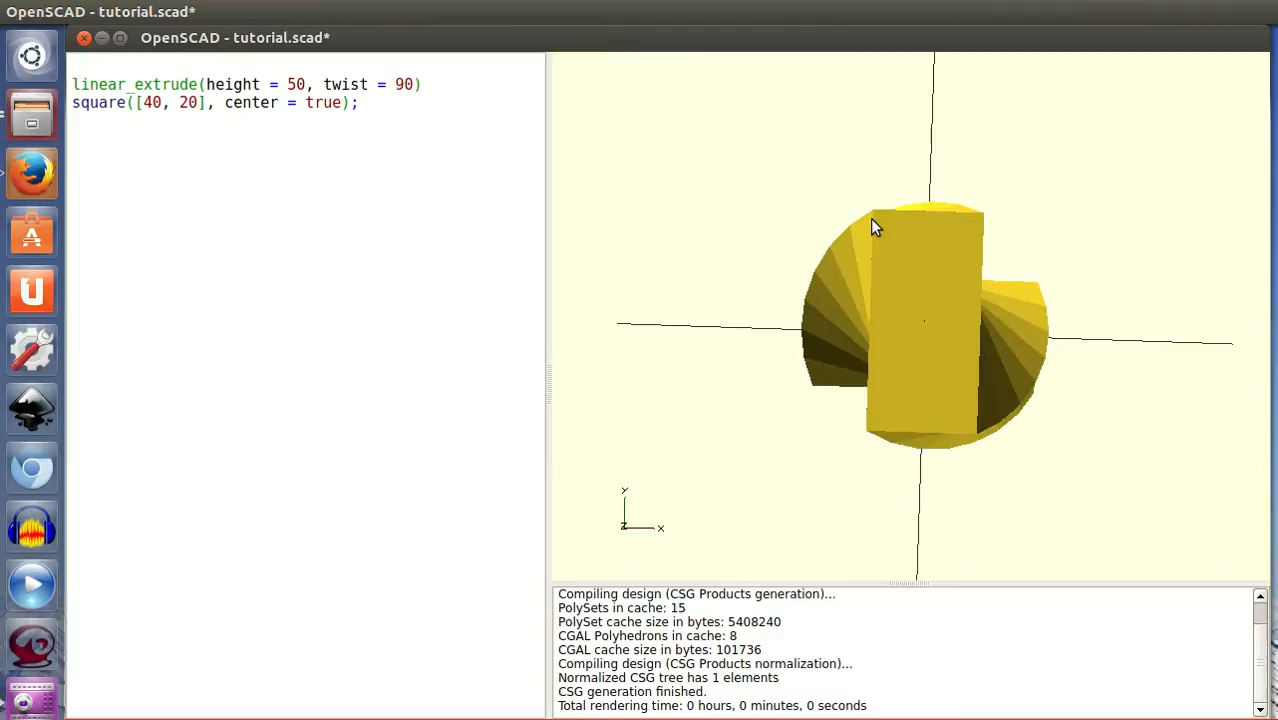 OpenSCAD - tutorial.scad*
OpenSCAD - tutorial.scad*
linear_extrude(height = 50, twist = 90)
square([40, 20], center = true);
Y
Z X
Compiling design (CSG Products generation)...
PolySets in cache: 15
PolySet cache size in bytes: 5408240
CGAL Polyhedrons in cache: 8
CGAL cache size in bytes: 101736
Compiling design (CSG Products normalization)...
Normalized CSG tree has 1 elements
CSG generation finished.
Total rendering time: 0 hours, 0 minutes, 0 seconds